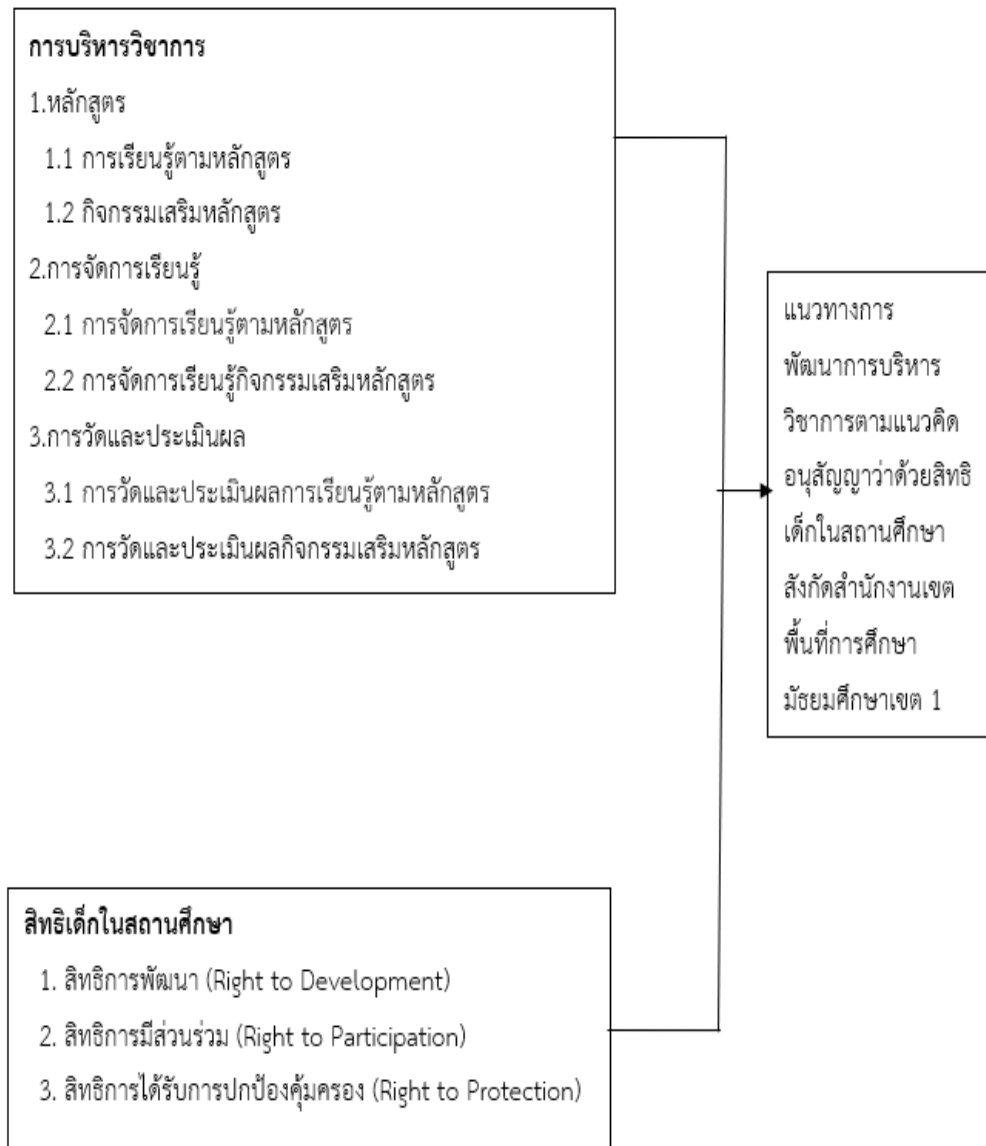 การบริหารวิชาการ
1.หลักสูตร
1.1 การเรียนรู้ตามหลักสูตร
1.2 กิจกรรมเสริมหลักสูตร
2.การจัดการเรียนรู้
2.1 การจัดการเรียนรู้ตามหลักสูตร
2.2 การจัดการเรียนรู้กิจกรรมเสริมหลักสูตร
3.การวัดและประเมินผล
3.1 การวัดและประเมินผลการเรียนรู้ตามหลักสูตร
3.2 การวัดและประเมินผลกิจกรรมเสริมหลักสูตร
แนวทางการ
พัฒนาการบริหาร
วิชาการตามแนวคิด
อนุสัญญาว่าด้วยสิทธิ
เด็กในสถานศึกษา
สังกัดสำนักงานเขต
พื้นที่การศึกษา
มัธยมศึกษาเขต 1
สิทธิเด็กในสถานศึกษา
1. สิทธิการพัฒนา (Right to Development)
2. สิทธิการมีส่วนร่วม (Right to Participation)
3. สิทธิการได้รับการปกป้องคุ้มครอง (Right to Protection)